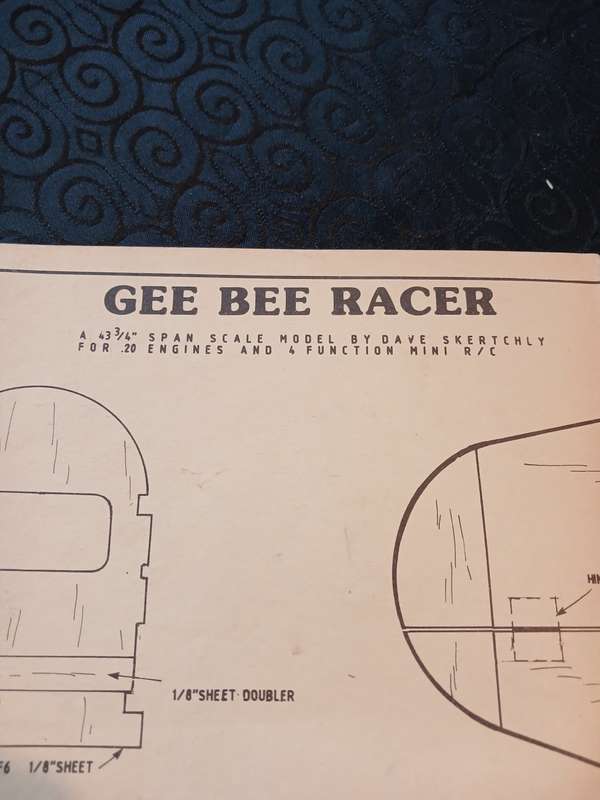 GEE BEE RACER
A 43 3/4" SPAN SCALE MODEL BY DAVE SKERTCHLY
FOR .20 ENGINES AND 4 FUNCTION MINI R/C
1/8"SHEET DOUBLER
F6 1/8"SHEET